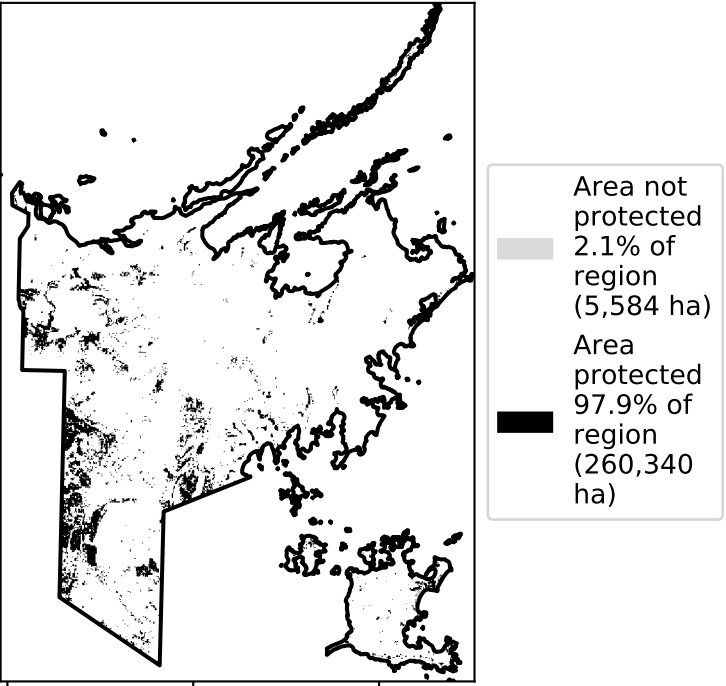 Area not
protected
2.1% of
region
(5,584 ha)
Area
protected
97.9% of
region
(260,340
ha)